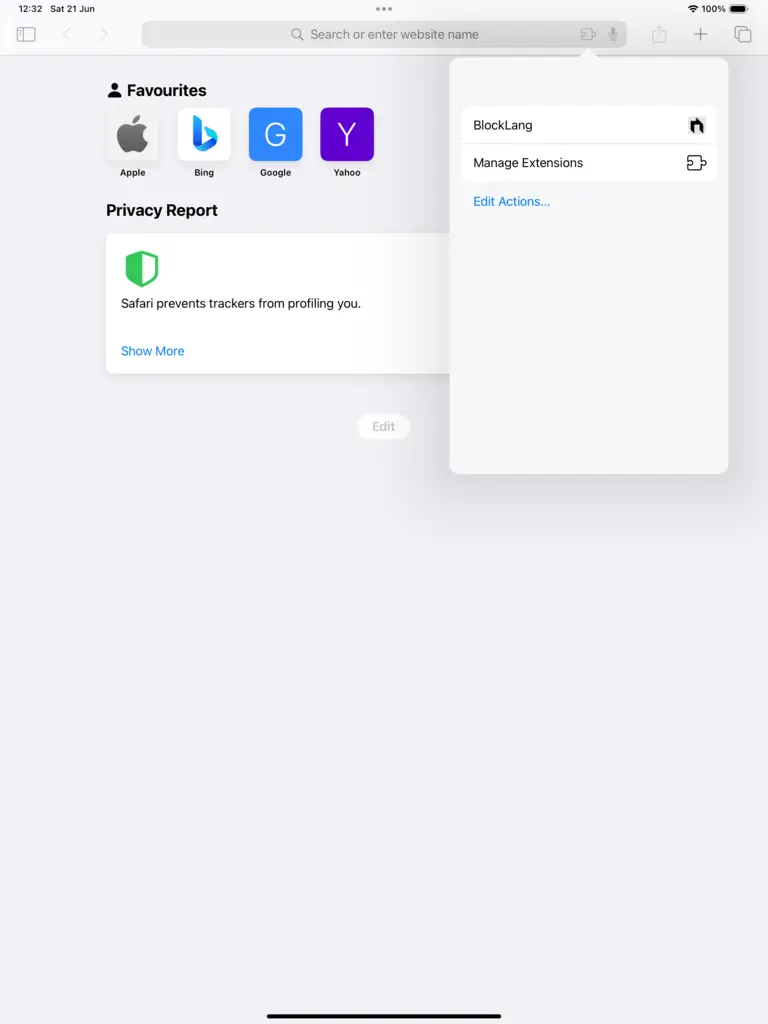 12:32 Sat 21 Jun
100%
Search or enter website name
Favourites
G
Y
Apple
Bing
Google
Yahoo
Privacy Report
Safari prevents trackers from profiling you.
Show More
Edit
BlockLang
Manage Extensions
Edit Actions...